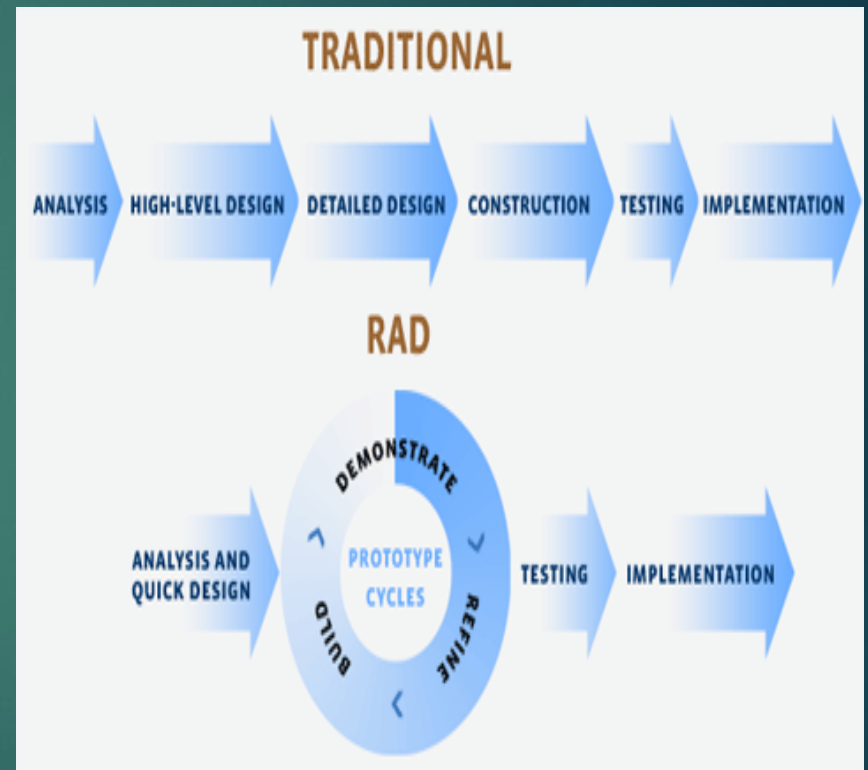 TRADITIONAL
ANALYSIS
HIGH-LEVEL DESIGN
DETAILED DESIGN
CONSTRUCTION
TESTING
IMPLEMENTATION
RAD
ANALYSIS AND
QUICK DESIGN
DEMONSTRATE
REFINE
BUILD
PROTOTYPE
CYCLES
TESTING
IMPLEMENTATION